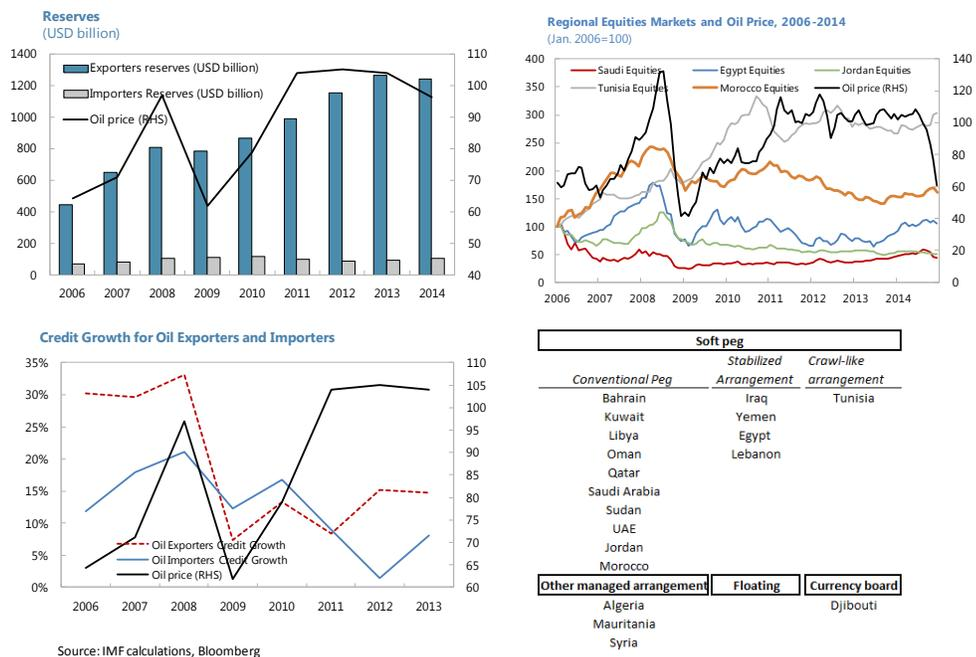 Reserves
(USD billion)
1400
1200
1000
800
600
400
200
0
110
100
90
80
70
60
50
40
Exporters reserves (USD billion)
Importers Reserves (USD billion)
Oil price (RHS)
2006 2007 2008 2009 2010 2011 2012 2013 2014
Regional Equities Markets and Oil Price, 2006-2014
(Jan. 2006=100)
400
350
300
250
200
150
100
50
0
140
120
100
80
60
40
20
0
Saudi Equities Egypt Equities Jordan Equities
Tunisia Equities Morocco Equities Oil price (RHS)
2006 2007 2008 2009 2010 2011 2012 2013 2014
Credit Growth for Oil Exporters and Importers
35%
30%
25%
20%
15%
10%
5%
0%
110
105
100
95
90
85
80
75
70
65
60
Oil Exporters Credit Growth
Oil Importers Credit Growth
Oil price (RHS)
2006 2007 2008 2009 2010 2011 2012 2013
Soft peg
Stabilized Crawl-like
Conventional Peg Arrangement arrangement
Bahrain Iraq Tunisia
Kuwait Yemen
Libya Egypt
Oman Lebanon
Qatar
Saudi Arabia
Sudan
UAE
Jordan
Morocco
Other managed arrangement Floating Currency board
Algeria Djibouti
Mauritania
Syria
Source: IMF calculations, Bloomberg